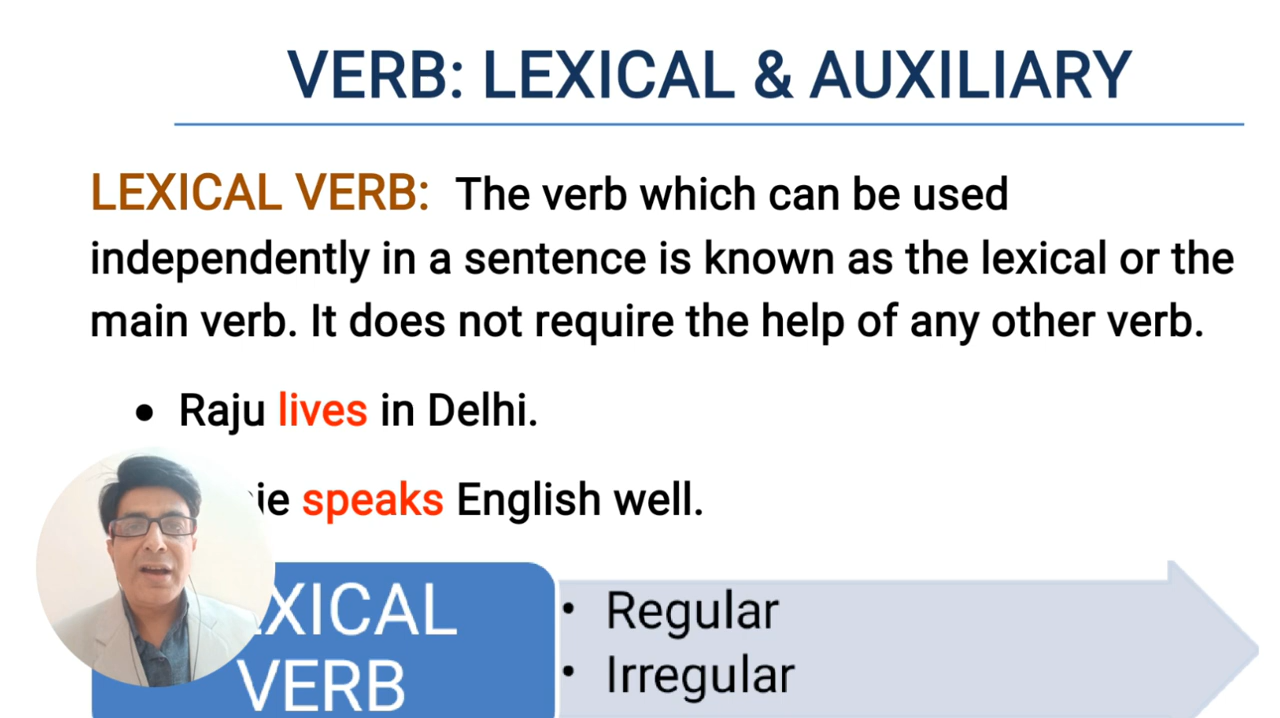 VERB: LEXICAL & AUXILIARY
LEXICAL VERB: The verb which can be used
independently in a sentence is known as the lexical or the
main verb. It does not require the help of any other verb.
• Raju lives in Delhi.
speaks English well.
• Regular
• Irregular
VERB